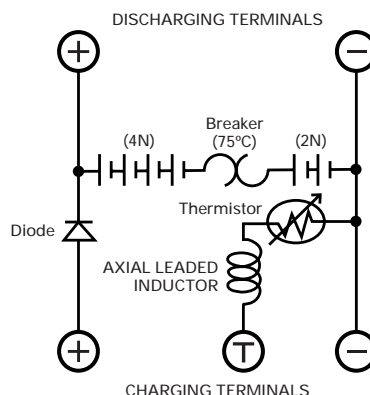 DISCHARGING TERMINALS
+
−
(4N)
Breaker
(75ºC)
(2N)
Thermistor
Diode
AXIAL LEADED
INDUCTOR
+
T
−
CHARGING TERMINALS